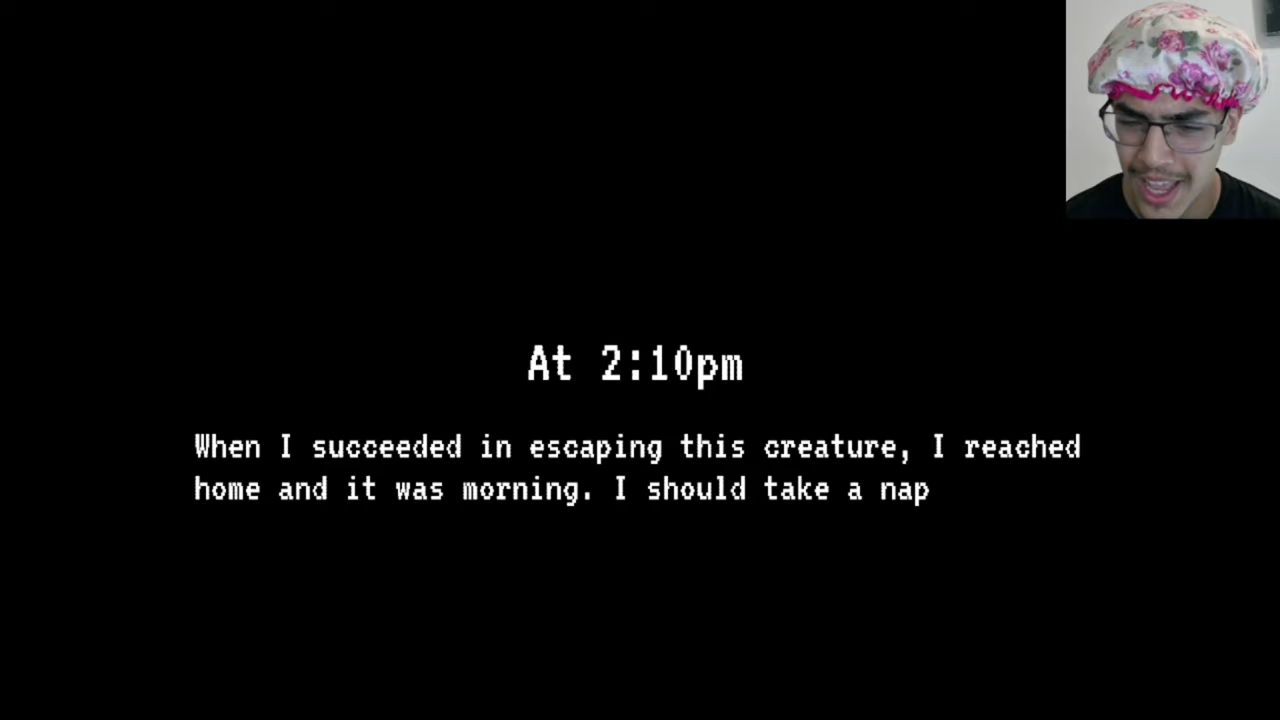 At 2:10pm
When I succeeded in escaping this creature, I reached
home and it was morning. I should take a nap